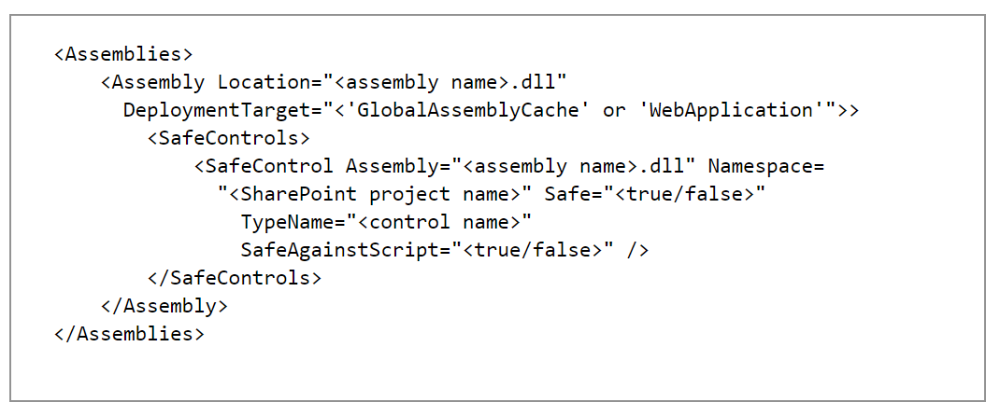 <Assemblies>
<Assembly Location="<assembly name>.dll"
DeploymentTarget="<'GlobalAssemblyCache' or 'WebApplication'">>
<SafeControls>
<SafeControl Assembly="<assembly name>.dll" Namespace=
"<SharePoint project name>" Safe="<true/false>"
TypeName="<control name>"
SafeAgainstScript="<true/false>" />
</SafeControls>
</Assembly>
</Assemblies>